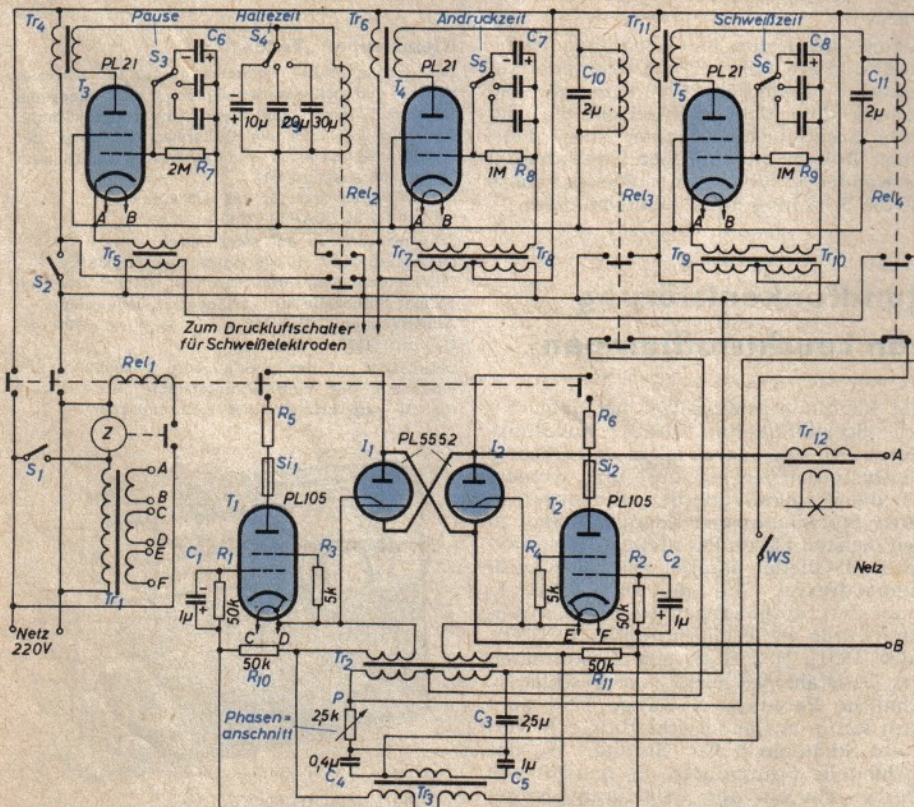 Tr4 Pause Haltezeit Tr6 Andruckzeit Tr11 Schweißzeit
S3 C6 S4 S5 C7 S6 C8
PL21 PL21 PL21
T3 T4 T5
C10 C11
2μ 2μ
10μ 20μ 30μ
2M R7 1M R8 1M R9
Rel2 Rel3 Rel4
A B A B A B
Tr5 Tr7 Tr8 Tr9 Tr10
S2
Zum Druckluftschalter
für Schweißelektroden
Rel1
R5 I1 PL5552 I2 R6
Z
Si1 Si2 Tr12 A
S1
T1 PL105 T2 PL105
A
B
C
D
E
F
C1 R1 R3 R4 R2 C2 WS
Netz
1μ 50k 5k 5k 50k 1μ
Tr1
C D E F
B
Netz
220V
50k Tr2 50k
R10 R11
P
Phasen=
anschnitt
2,5k C3 2,5μ
0,4μ C4 C5 1μ
Tr3